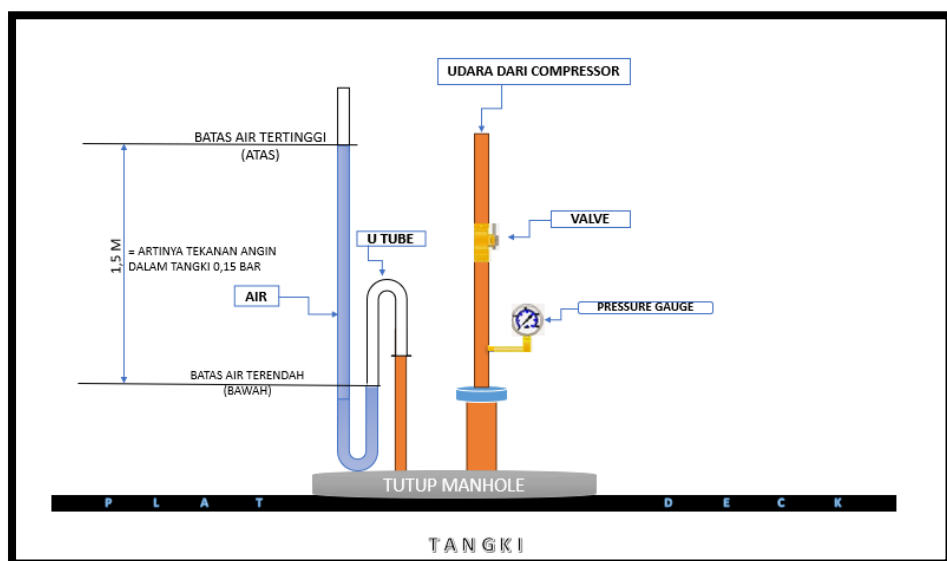 UDARA DARI COMPRESSOR
BATAS AIR TERTINGGI
(ATAS)
VALVE
U TUBE
1,5 M
= ARTINYA TEKANAN ANGIN
DALAM TANGKI 0,15 BAR
AIR
PRESSURE GAUGE
BATAS AIR TERENDAH
(BAWAH)
TUTUP MANHOLE
P L A T D E C K
T A N G K I